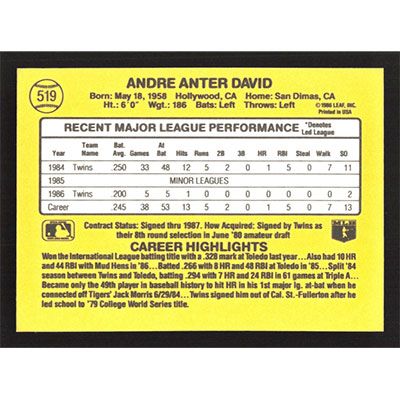 519
ANDRE ANTER DAVID
Born: May 18, 1958 Hollywood, CA Home: San Dimas, CA
Ht.: 6´0˝ Wgt.: 186 Bats: Left Throws: Left
©1986 LEAF, INC.
Printed in USA
RECENT MAJOR LEAGUE PERFORMANCE *Denotes Led League
Year Team Name Bat. Avg. Games At Bat Hits Runs 2B 3B HR RBI Steal Walk SO
1984 Twins .250 33 48 12 5 2 0 1 5 0 7 11
1985 MINOR LEAGUES
1986 Twins .200 5 5 1 0 0 0 0 0 0 0 2
Career .245 38 53 13 5 2 0 1 5 0 7 13
Contract Status: Signed thru 1987. How Acquired: Signed by Twins as
their 8th round selection in June '80 amateur draft
CAREER HIGHLIGHTS
Won the International League batting title with a .328 mark at Toledo last year...Also had 10 HR
and 44 RBI with Mud Hens in '86...Batted .266 with 8 HR and 48 RBI at Toledo in '85...Split '84
season between Twins and Toledo, batting .294 with 7 HR and 24 RBI in 61 games at Triple A...
Became only the 49th player in baseball history to hit HR in his 1st major lg. at-bat when he
connected off Tigers' Jack Morris 6/29/84...Twins signed him out of Cal. St.-Fullerton after he
led school to '79 College World Series title.